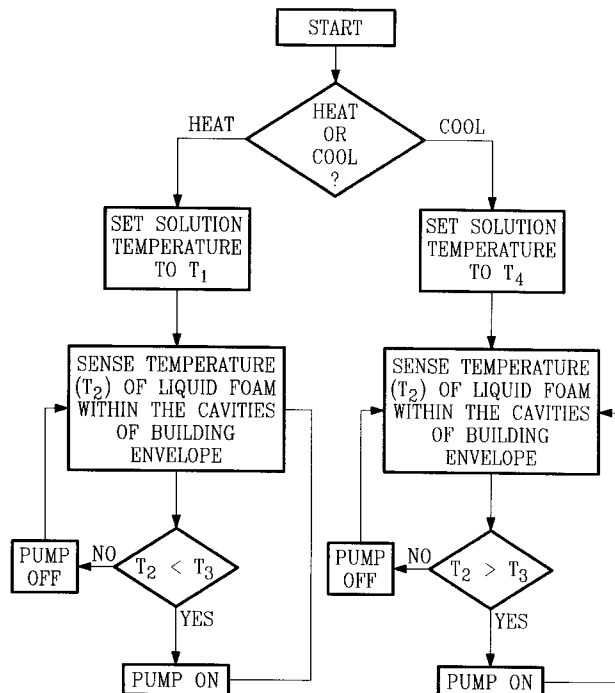 START
HEAT
OR
COOL
?
HEAT
COOL
SET SOLUTION
TEMPERATURE
TO T₁
SET SOLUTION
TEMPERATURE
TO T₄
SENSE TEMPERATURE
(T₂) OF LIQUID FOAM
WITHIN THE CAVITIES
OF BUILDING
ENVELOPE
SENSE TEMPERATURE
(T₂) OF LIQUID FOAM
WITHIN THE CAVITIES
OF BUILDING
ENVELOPE
PUMP
OFF
NO
T₂ < T₃
YES
PUMP ON
PUMP
OFF
NO
T₂ > T₃
YES
PUMP ON